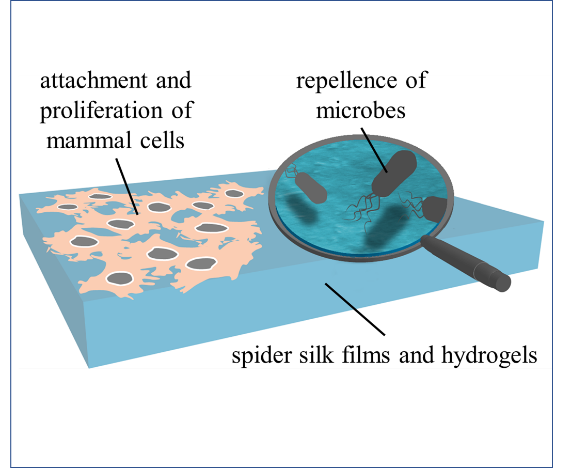 attachment and
proliferation of
mammal cells
repellence of
microbes
spider silk films and hydrogels